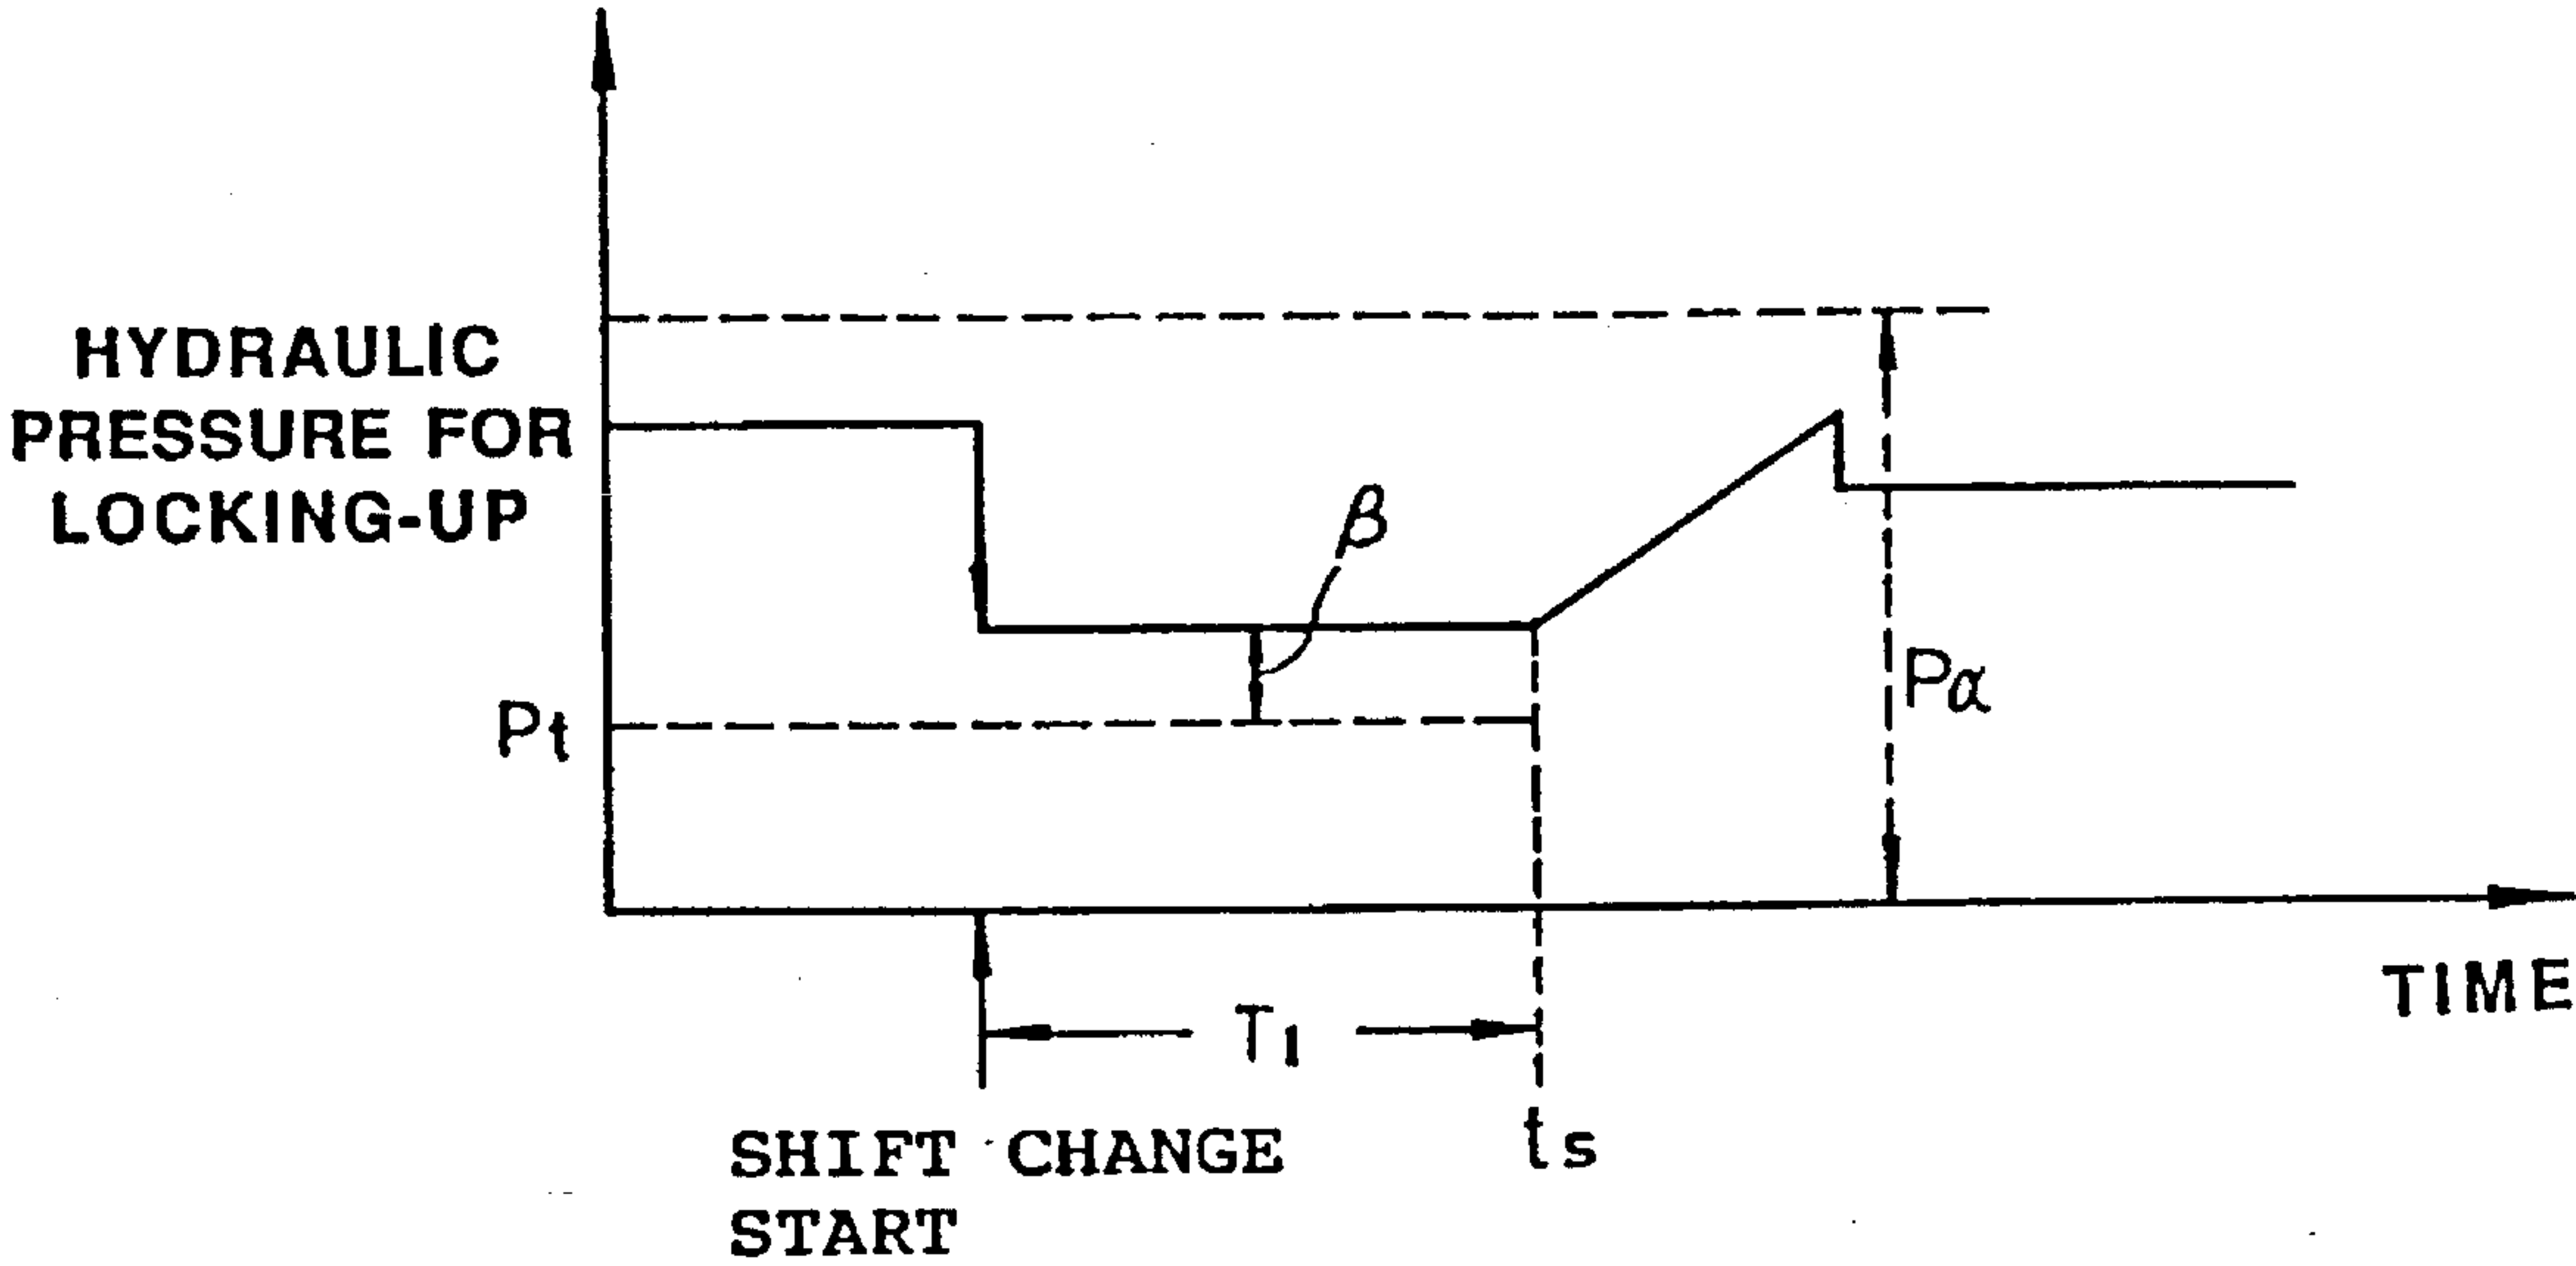 HYDRAULIC
PRESSURE FOR
LOCKING-UP
β
Pt
Pα
TIME
T1
SHIFT CHANGE
START
ts